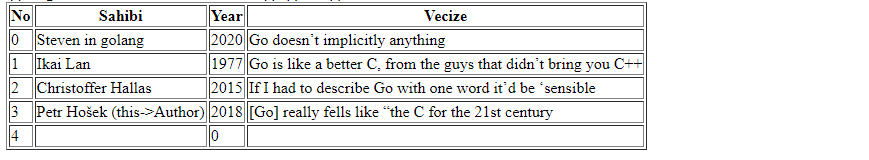 No Sahibi Year Vecize
0 Steven in golang 2020 Go doesn’t implicitly anything
1 Ikai Lan 1977 Go is like a better C, from the guys that didn’t bring you C++
2 Christoffer Hallas 2015 If I had to describe Go with one word it’d be ‘sensible
3 Petr Hošek (this->Author) 2018 [Go] really fells like “the C for the 21st century
4 0